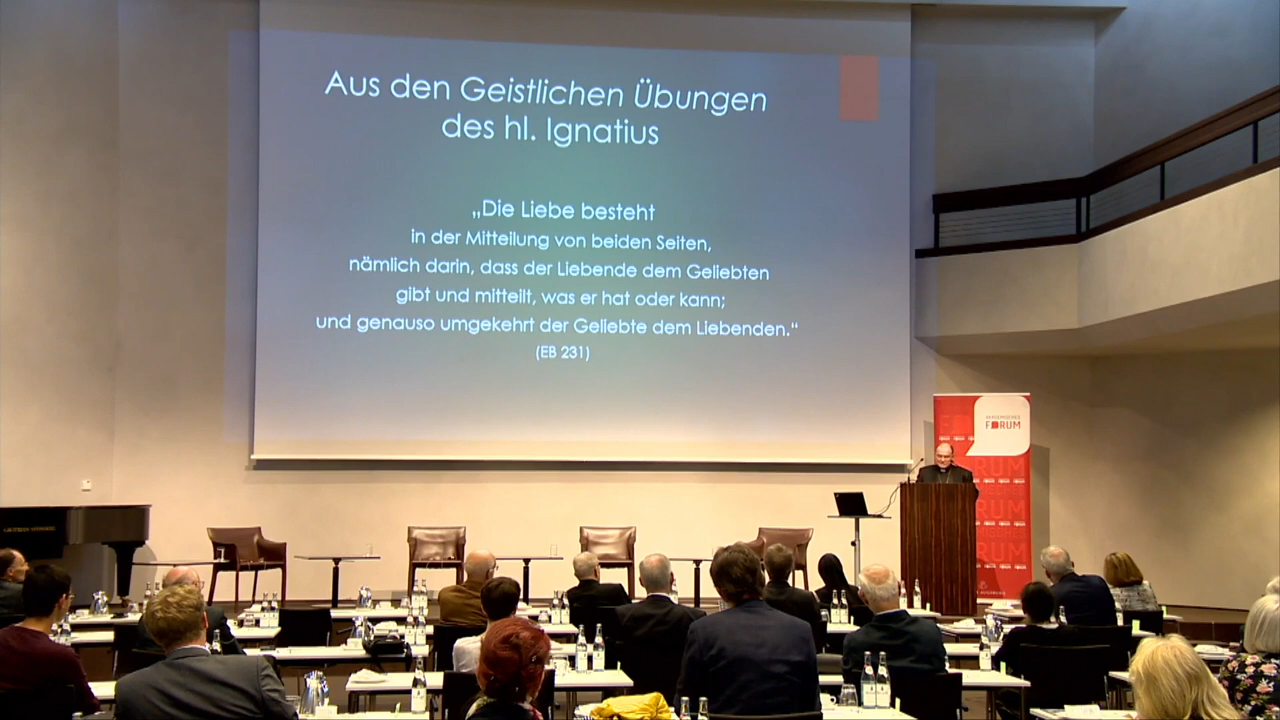 Aus den Geistlichen Übungen
des hl. Ignatius
„Die Liebe besteht
in der Mitteilung von beiden Seiten,
nämlich darin, dass der Liebende dem Geliebten
gibt und mitteilt, was er hat oder kann;
und genauso umgekehrt der Geliebte dem Liebenden.“
(EB 231)
AKADEMISCHES
FORUM
FORUM